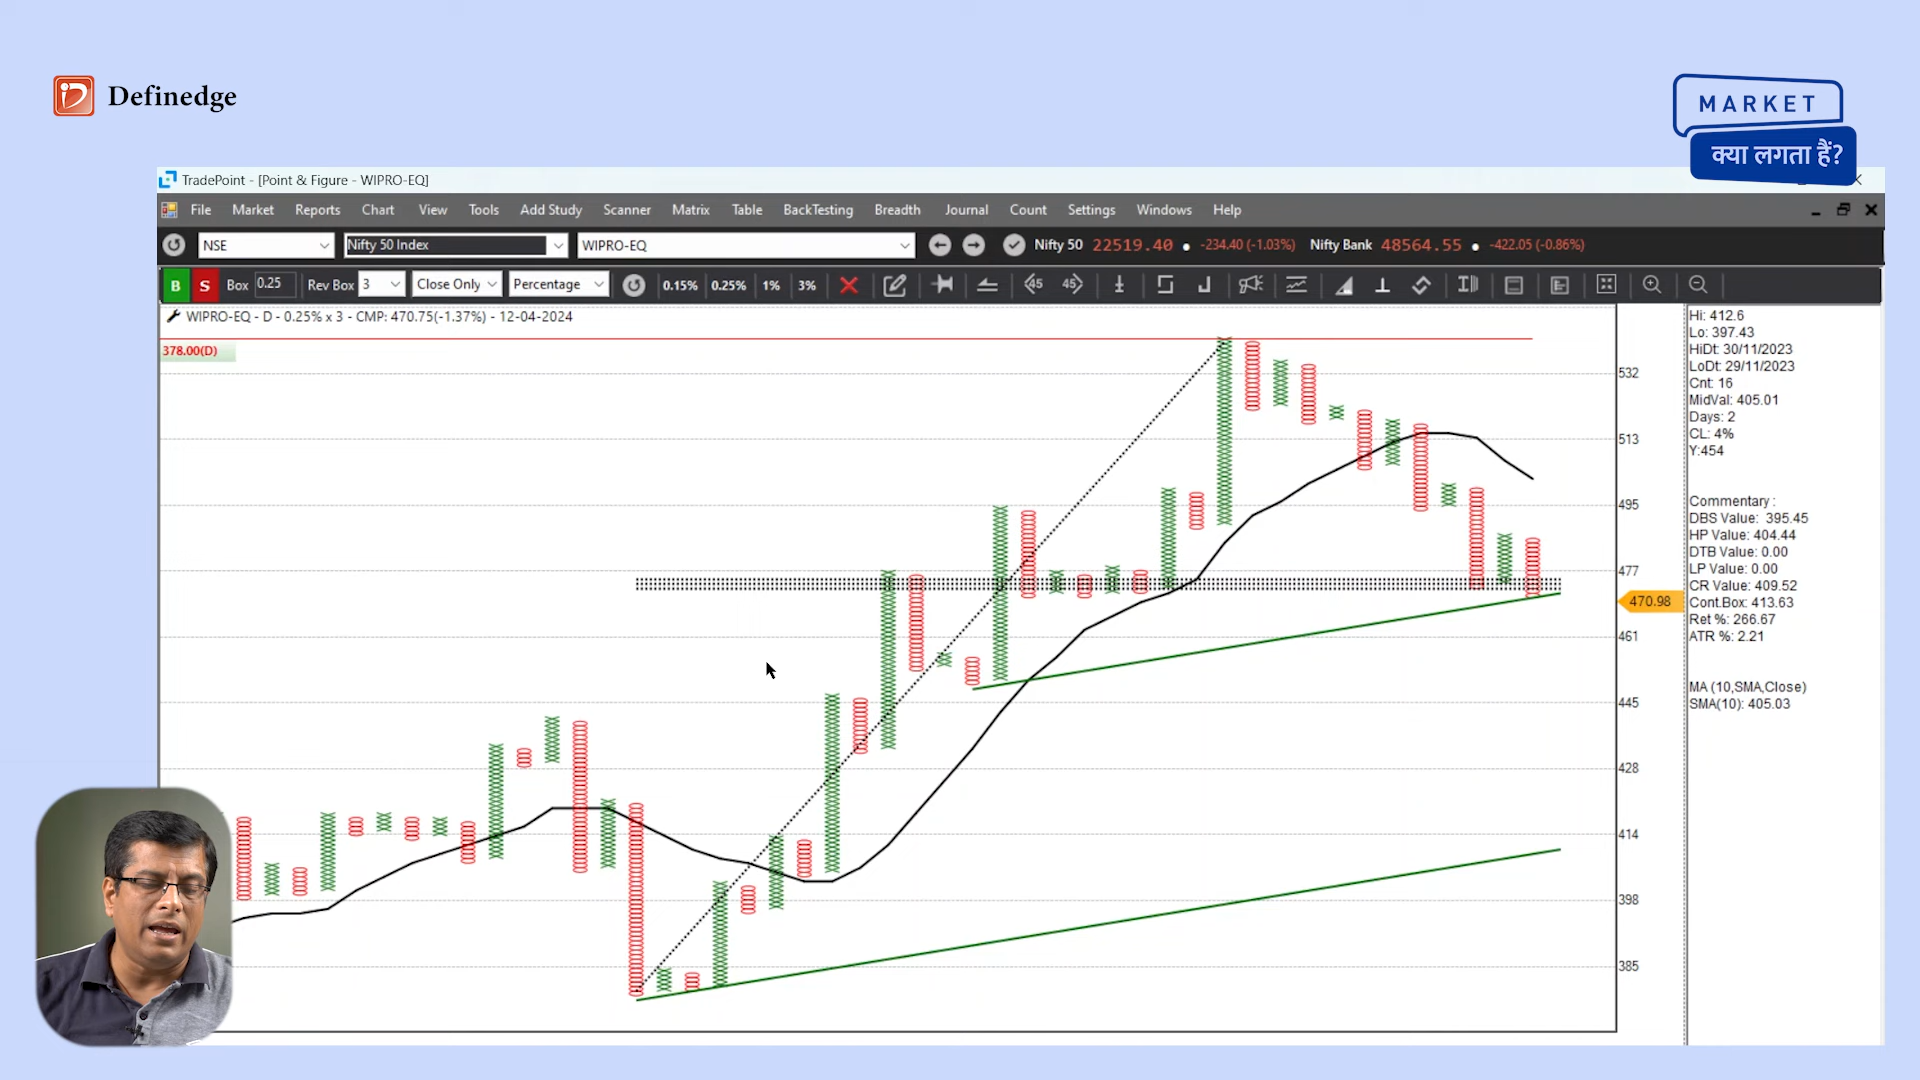 Definedge
MARKET
क्या लगता हैं?
TradePoint - [Point & Figure - WIPRO-EQ]
File Market Reports Chart View Tools Add Study Scanner Matrix Table BackTesting Breadth Journal Count Settings Windows Help
NSE Nifty 50 Index WIPRO-EQ Nifty 50 22519.40 ● -234.40 (-1.03%) Nifty Bank 48564.55 ● -422.05 (-0.86%)
B S Box 0.25 Rev Box 3 Close Only Percentage 0.15% 0.25% 1% 3% 45 45
WIPRO-EQ - D - 0.25% x 3 - CMP: 470.75(-1.37%) - 12-04-2024
378.00(D)
532
513
495
477
470.98
461
445
428
414
398
385
Hi: 412.6
Lo: 397.43
HiDt: 30/11/2023
LoDt: 29/11/2023
Cnt: 16
MidVal: 405.01
Days: 2
CL: 4%
Y:454
Commentary :
DBS Value: 395.45
HP Value: 404.44
DTB Value: 0.00
LP Value: 0.00
CR Value: 409.52
Cont.Box: 413.63
Ret %: 266.67
ATR %: 2.21
MA (10,SMA,Close)
SMA(10): 405.03